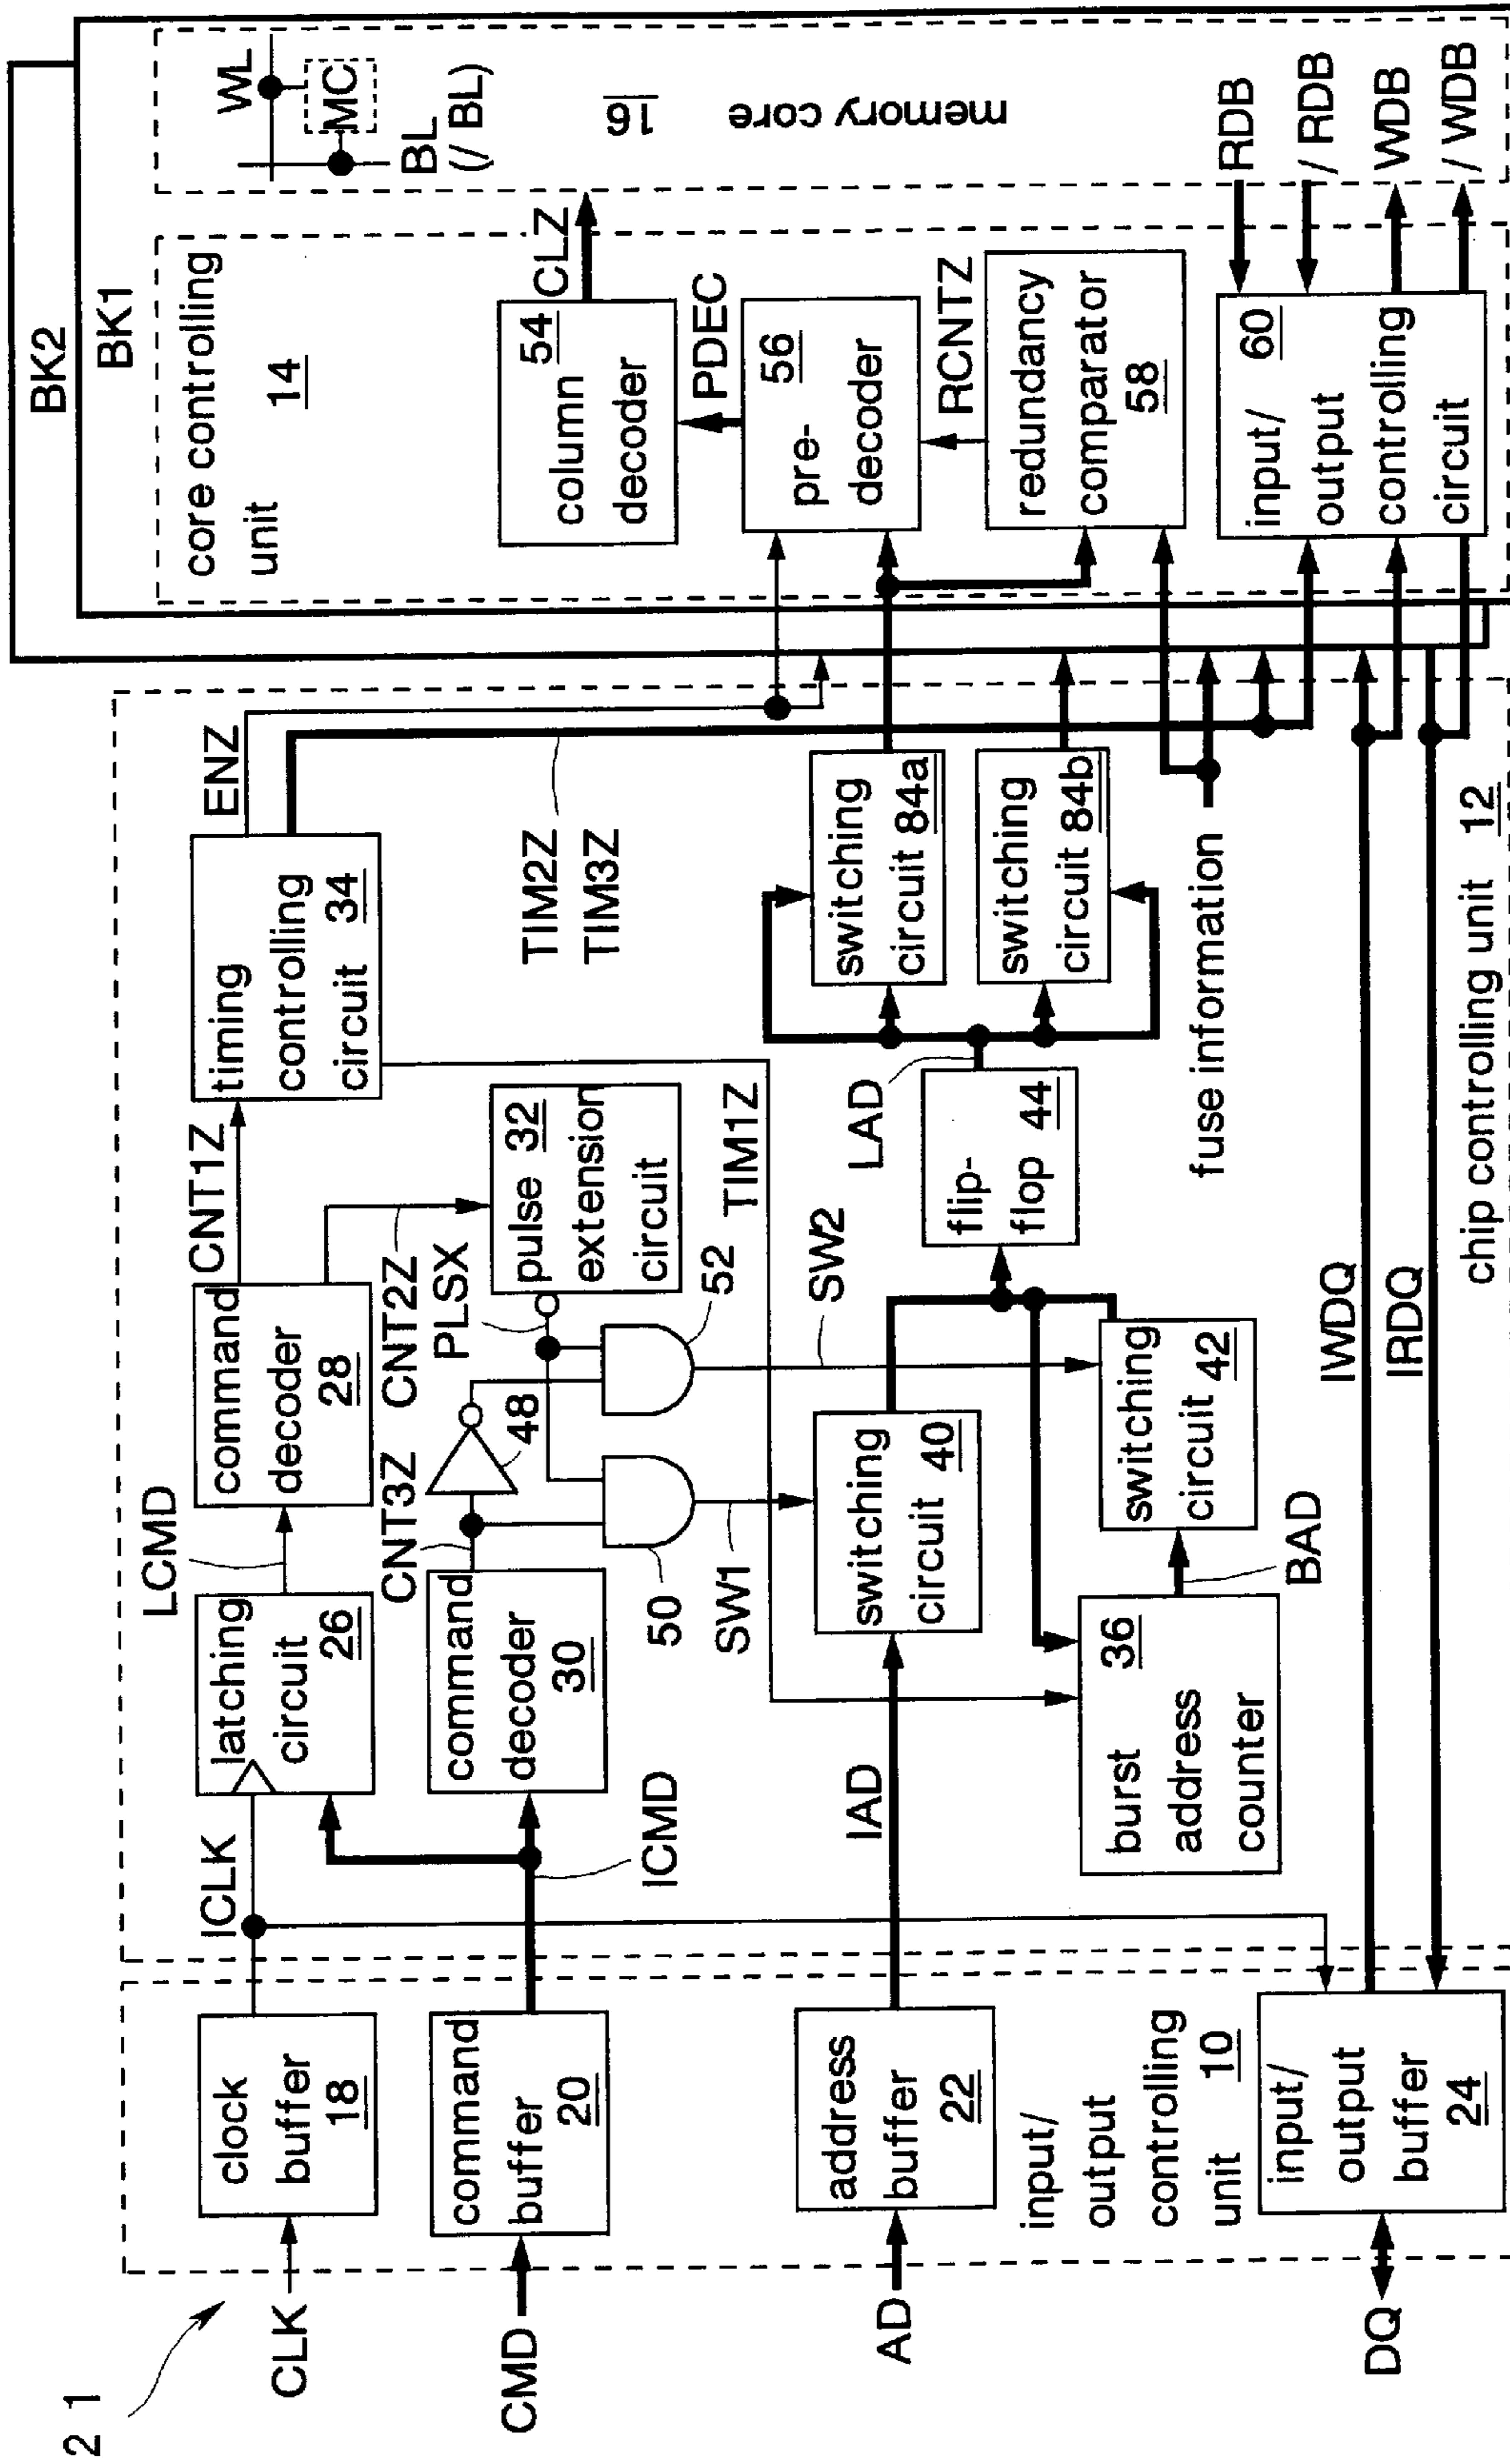 2 1
CLK
CMD
AD
DQ
clock
buffer
18
command
buffer
20
address
buffer
22
input/
output
controlling
unit 10
input/
output
buffer
24
ICLK
ICMD
IAD
latching
circuit
26
LCMD
command
decoder
28
command
decoder
30
CNT1Z
CNT2Z
CNT3Z
PLSX
48
50
52
SW1
SW2
pulse 32
extension
circuit
timing
controlling
circuit 34
ENZ
TIM1Z
TIM2Z
TIM3Z
switching
circuit 40
switching
circuit 42
burst 36
address
counter
BAD
flip-
flop 44
LAD
switching
circuit 84a
switching
circuit 84b
fuse information
IWDQ
IRDQ
chip controlling unit 12
BK2
BK1
core controlling
unit 14
column
decoder
54
CLZ
PDEC
pre-
decoder
56
RCNTZ
redundancy
comparator
58
input/
output
controlling
circuit
60
WL
MC
BL
(/ BL)
memory core 16
RDB
/ RDB
WDB
/ WDB